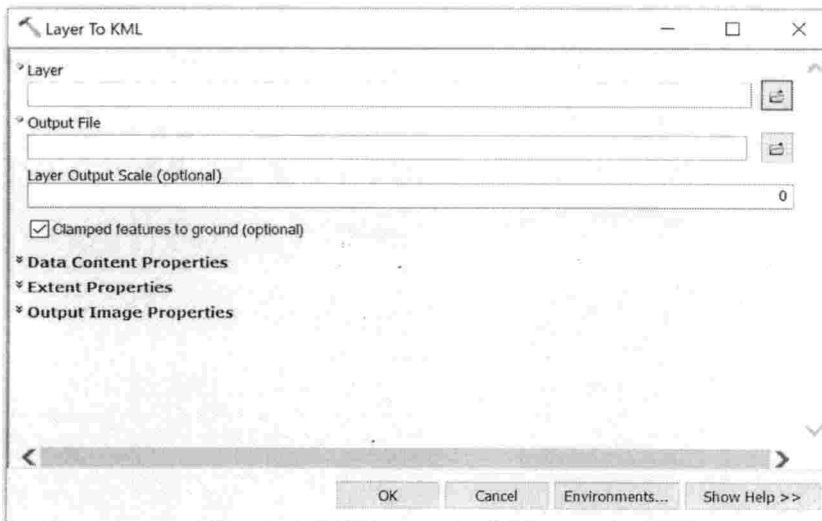 Layer To KML
Layer
Output File
Layer Output Scale (optional)
0
Clamped features to ground (optional)
Data Content Properties
Extent Properties
Output Image Properties
OK Cancel Environments... Show Help >>